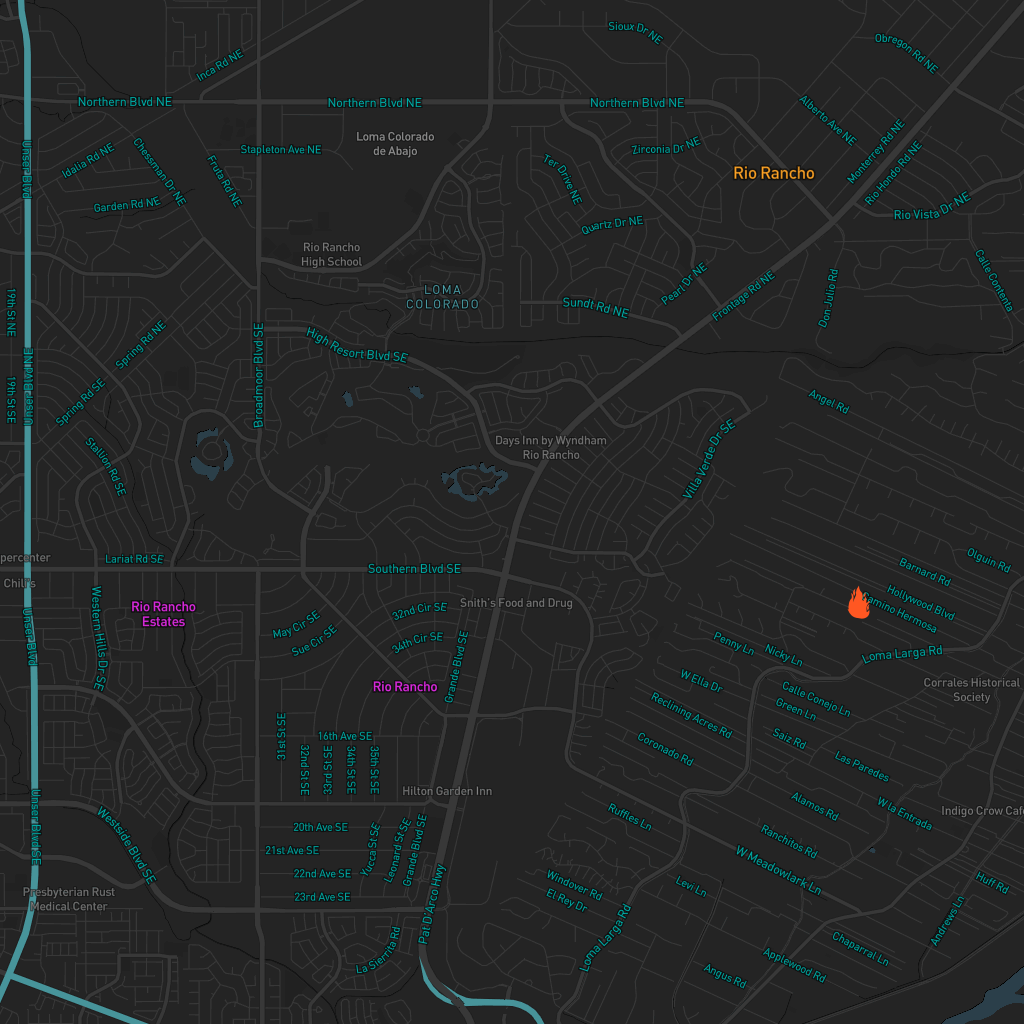 Sioux Dr NE
Obregon Rd NE
Inca Rd NE
Northern Blvd NE
Northern Blvd NE
Northern Blvd NE
Alberto Ave NE
Loma Colorado
de Abajo
Monterrey Rd NE
Unser Blvd
Idalia Rd NE
Chessman Dr NE
Stapleton Ave NE
Fruta Rd NE
Zirconia Dr NE
Ter Drive NE
Rio Rancho
Rio Hondo Rd NE
Garden Rd NE
Quartz Dr NE
Rio Vista Dr NE
Rio Rancho
High School
Calle Contenta
Pearl Dr NE
Frontage Rd NE
Don Julio Rd
LOMA
COLORADO
19th St NE
Sundt Rd NE
High Resort Blvd SE
Spring Rd NE
Broadmoor Blvd SE
19th St SE
Spring Rd SE
Angel Rd
Days Inn by Wyndham
Rio Rancho
Villa Verde Dr SE
Stallion Rd SE
percenter
Lariat Rd SE
Southern Blvd SE
Olguin Rd
Barnard Rd
Chili's
Hollywood Blvd
Camino Hermosa
Rio Rancho
Estates
Snith's Food and Drug
32nd Cir SE
May Cir SE
Sue Cir SE
34th Cir SE
Unser Blvd
Western Hills Dr SE
Grande Blvd SE
Penny Ln
Nicky Ln
Loma Larga Rd
Rio Rancho
W Ella Dr
Corrales Historical
Society
Calle Conejo Ln
Green Ln
Reclining Acres Rd
31st St SE
16th Ave SE
Saiz Rd
Coronado Rd
32nd St SE
33rd St SE
34th St SE
35th St SE
Las Paredes
Hilton Garden Inn
Alamos Rd
W la Entrada
Indigo Crow Cafe
Ruffles Ln
Unser Blvd SE
Westside Blvd SE
20th Ave SE
Yucca St SE
Leonard St SE
Grande Blvd SE
Ranchitos Rd
21st Ave SE
W Meadowlark Ln
22nd Ave SE
23rd Ave SE
Presbyterian Rust
Medical Center
Windover Rd
El Rey Dr
Levi Ln
Huff Rd
Pat D'Arco Hwy
Andrews Ln
Loma Larga Rd
La Sierrita Rd
Chaparral Ln
Applewood Rd
Angus Rd